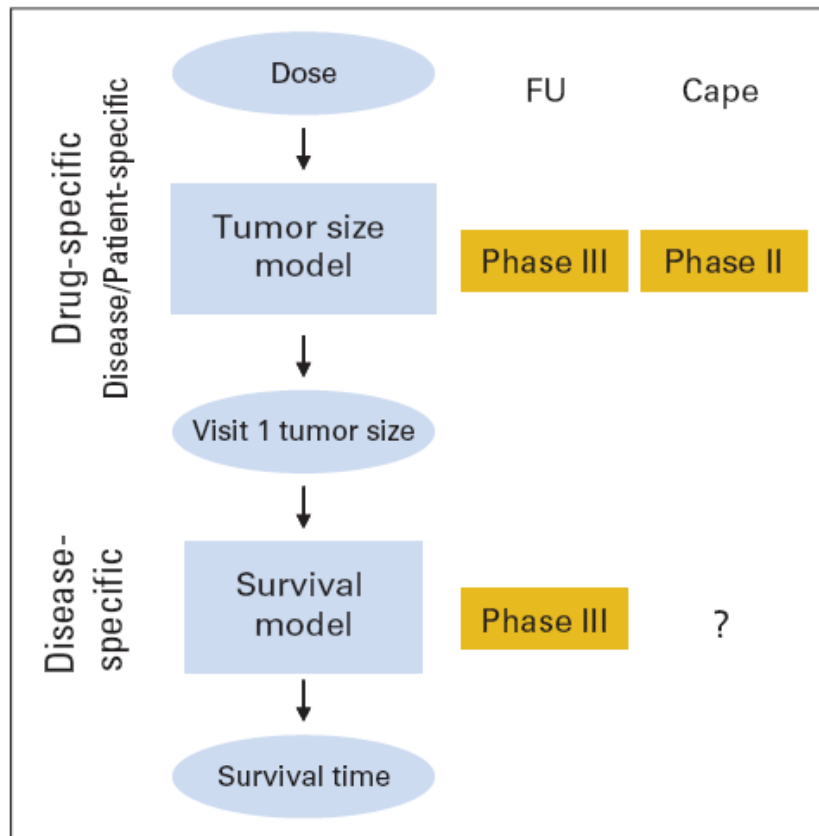 Dose
FU
Cape
Drug-specific
Disease/Patient-specific
Tumor size
model
Phase III
Phase II
Visit 1 tumor size
Disease-
specific
Survival
model
Phase III
?
Survival time